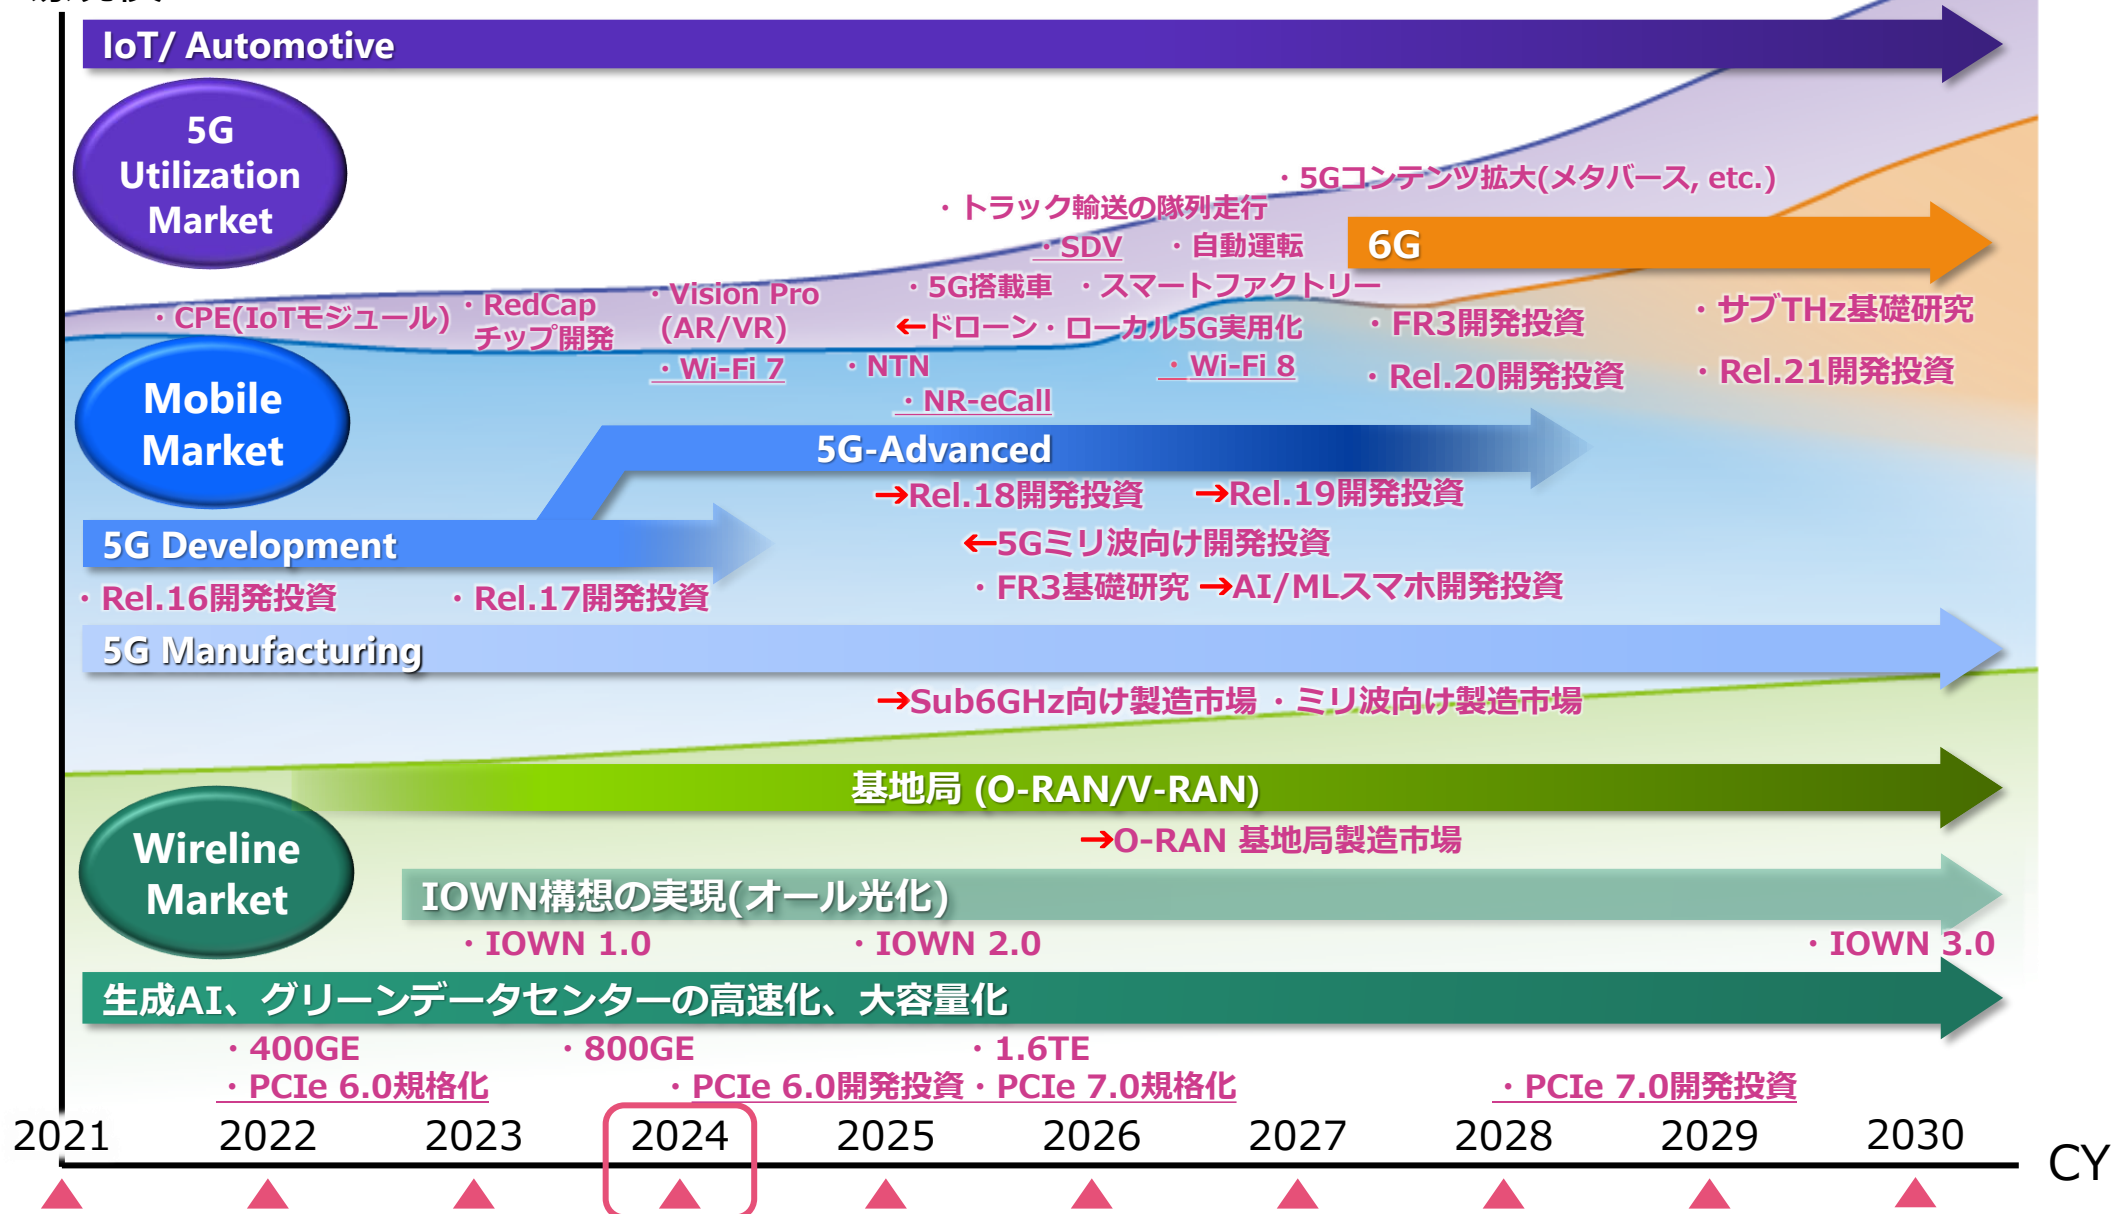 IoT/ Automotive
5G
Utilization
Market
・5Gコンテンツ拡大(メタバース, etc.)
・トラック輸送の隊列走行
・SDV ・自動運転
6G
・5G搭載車 ・スマートファクトリー
・CPE(IoTモジュール)
・RedCap
チップ開発
・Vision Pro
(AR/VR)
←ドローン・ローカル5G実用化
・FR3開発投資
・サブTHz基礎研究
・Wi-Fi 7
・NTN
・Wi-Fi 8
・Rel.20開発投資
・Rel.21開発投資
・NR-eCall
Mobile
Market
5G-Advanced
→Rel.18開発投資 →Rel.19開発投資
5G Development
←5Gミリ波向け開発投資
・Rel.16開発投資
・Rel.17開発投資
・FR3基礎研究 →AI/MLスマホ開発投資
5G Manufacturing
→Sub6GHz向け製造市場 ・ミリ波向け製造市場
基地局 (O-RAN/V-RAN)
→O-RAN 基地局製造市場
Wireline
Market
IOWN構想の実現(オール光化)
・IOWN 1.0
・IOWN 2.0
・IOWN 3.0
生成AI、グリーンデータセンターの高速化、大容量化
・400GE
・800GE
・1.6TE
・PCIe 6.0規格化
・PCIe 6.0開発投資・PCIe 7.0規格化
・PCIe 7.0開発投資
2021 2022 2023 2024 2025 2026 2027 2028 2029 2030
CY